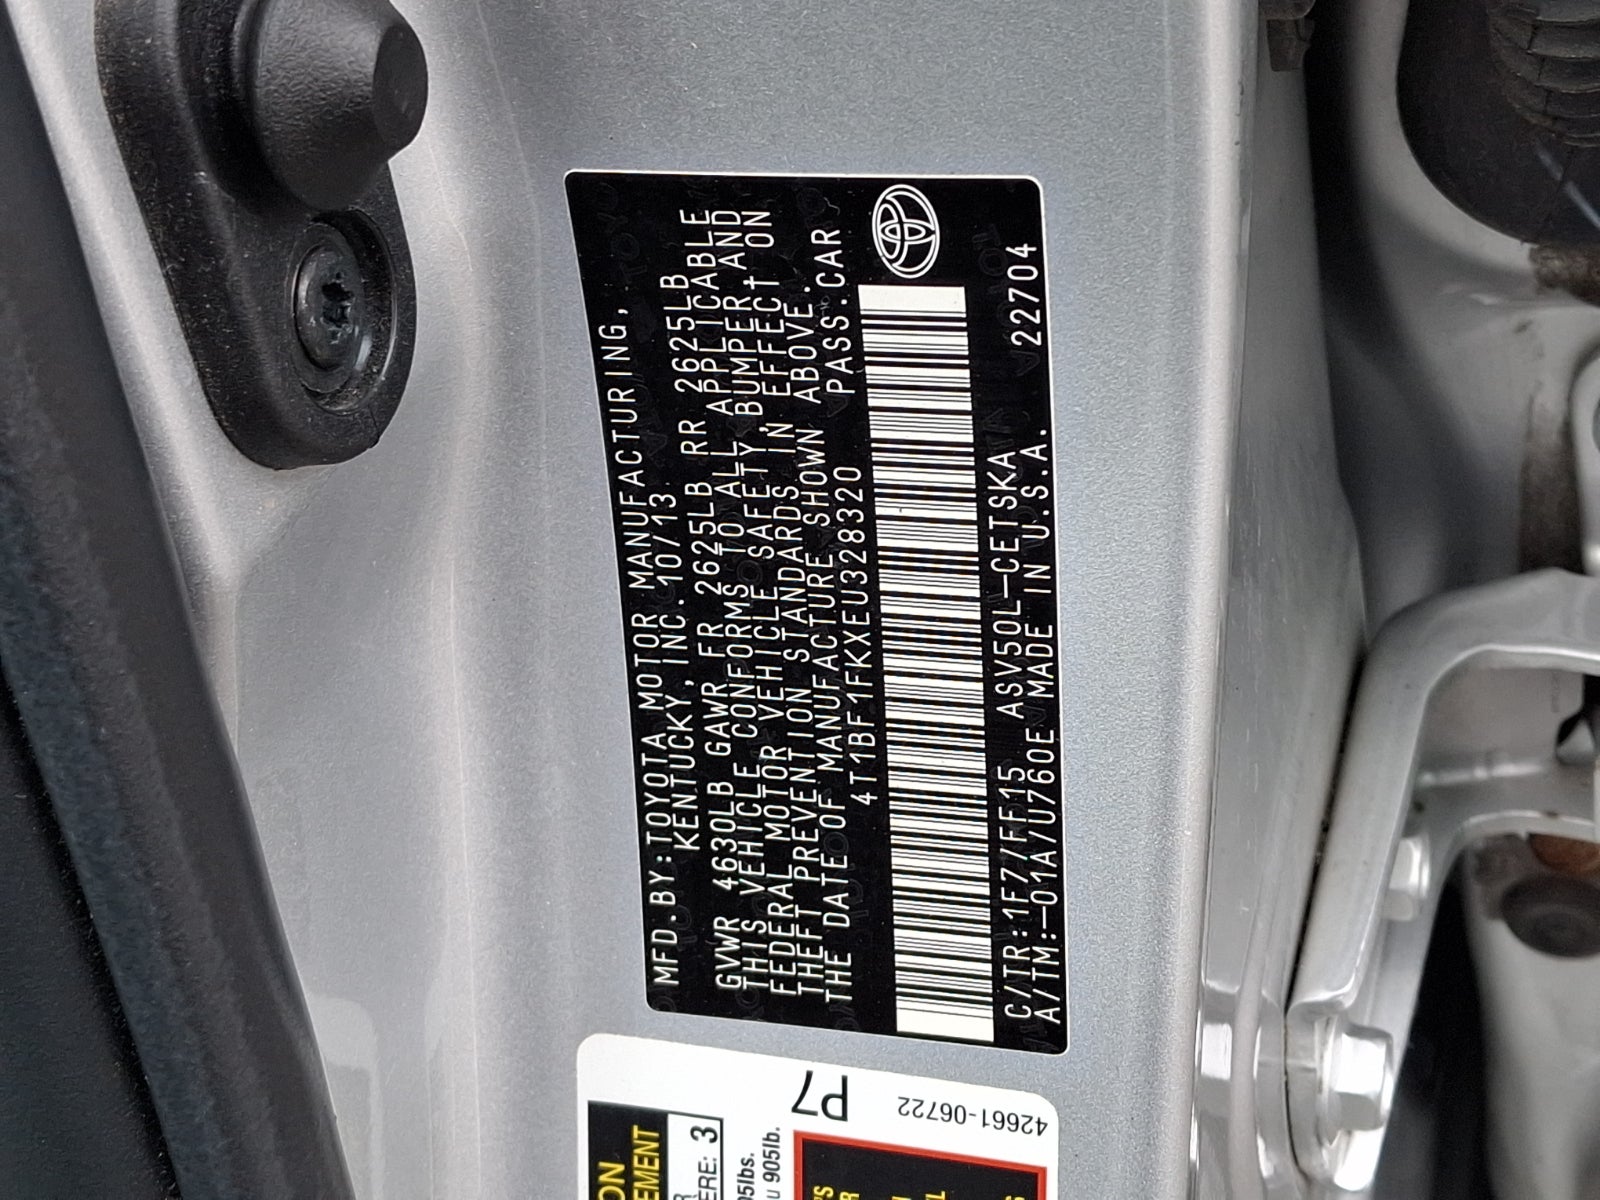 MFD.BY:TOYOTA MOTOR MANUFACTURING,
KENTUCKY, INC. 10/13
GVWR 4630LB GAWR FR 2625LB RR 2625LB
THIS VEHICLE CONFORMS TO ALL APPLICABLE
FEDERAL MOTOR VEHICLE SAFETY, BUMPER, AND
THEFT PREVENTION STANDARDS IN EFFECT ON
THE DATE OF MANUFACTURE SHOWN ABOVE.
4T1BF1FKXEU328320 PASS.CAR
C/TR:1F7/FF15 ASV50L-CETSKA 22704
A/TM:-01A/U760E MADE IN U.S.A.
P7
42661-06722
3
905lb.